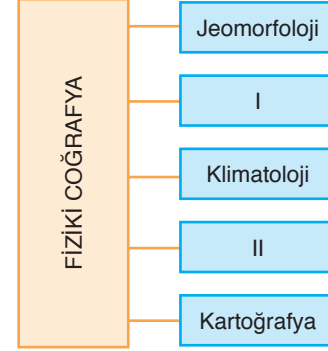 FİZİKİ COĞRAFYA
Jeomorfoloji
I
Klimatoloji
II
Kartoğrafya